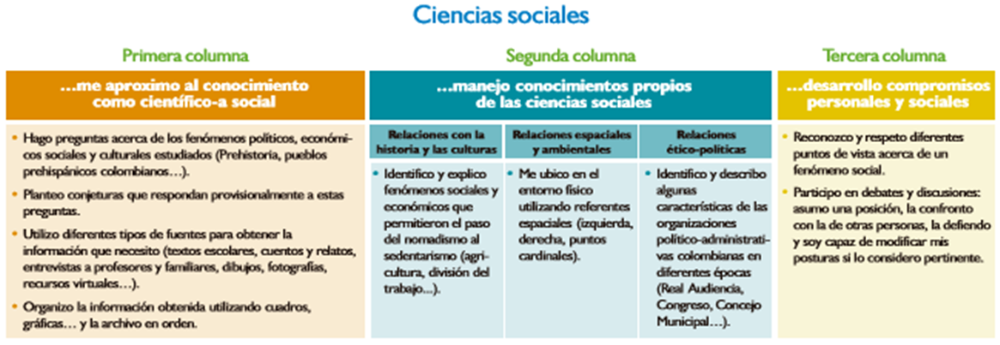 Ciencias sociales
Primera columna
...me aproximo al conocimiento
como científico-a social
• Hago preguntas acerca de los fenómenos políticos, económi-
cos sociales y culturales estudiados (Prehistoria, pueblos
prehispánicos colombianos...).
• Planteo conjeturas que respondan provisionalmente a estas
preguntas.
• Utilizo diferentes tipos de fuentes para obtener la
información que necesito (textos escolares, cuentos y relatos,
entrevistas a profesores y familiares, dibujos, fotografías,
recursos virtuales...).
• Organizo la información obtenida utilizando cuadros,
gráficas... y la archivo en orden.
Segunda columna
...manejo conocimientos propios
de las ciencias sociales
Relaciones con la
historia y las culturas
• Identifico y explico
fenómenos sociales y
económicos que
permitieron el paso
del nomadismo al
sedentarismo (agri-
cultura, división del
trabajo...).
Relaciones espaciales
y ambientales
• Me ubico en el
entorno físico
utilizando referentes
espaciales (izquierda,
derecha, puntos
cardinales).
Relaciones
ético-políticas
• Identifico y describo
algunas
características de las
organizaciones
político-administrati-
vas colombianas en
diferentes épocas
(Real Audiencia,
Congreso, Concejo
Municipal...).
Tercera columna
...desarrollo compromisos
personales y sociales
• Reconozco y respeto diferentes
puntos de vista acerca de un
fenómeno social.
• Participo en debates y discusiones:
asumo una posición, la confronto
con la de otras personas, la defiendo
y soy capaz de modificar mis
posturas si lo considero pertinente.